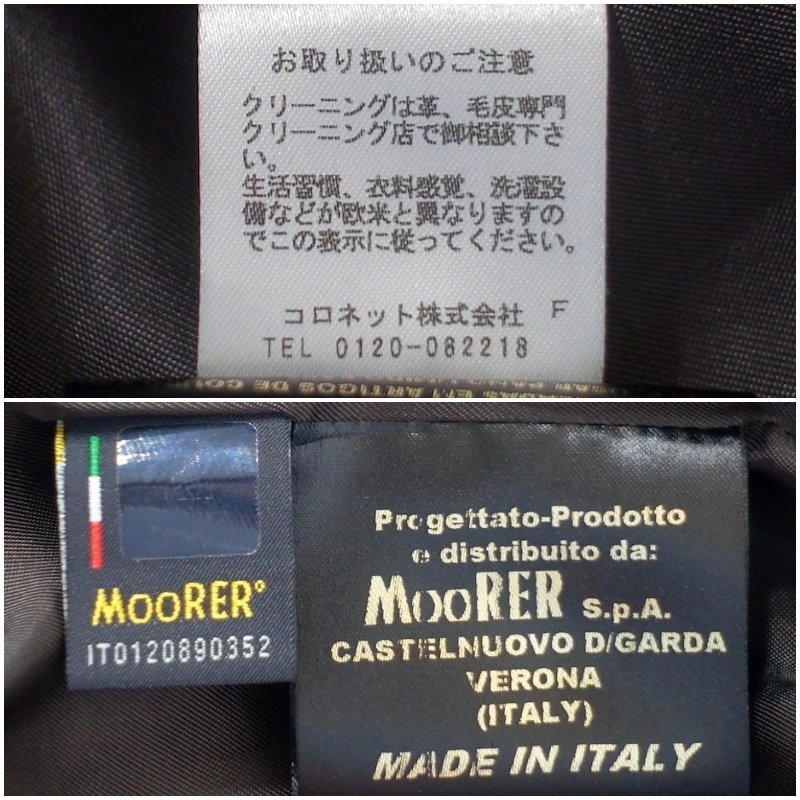 お取り扱いのご注意
クリーニングは革、毛皮専門
クリーニング店で御相談下さ
い。
生活習慣、衣料感覚、洗濯設
備などが欧米と異なりますの
でこの表示に従ってください。
コロネット株式会社 F
TEL 0120-082218
MOORER®
IT0120890352
Progettato-Prodotto
e distribuito da:
MOORER S.p.A.
CASTELNUOVO D/GARDA
VERONA
(ITALY)
MADE IN ITALY